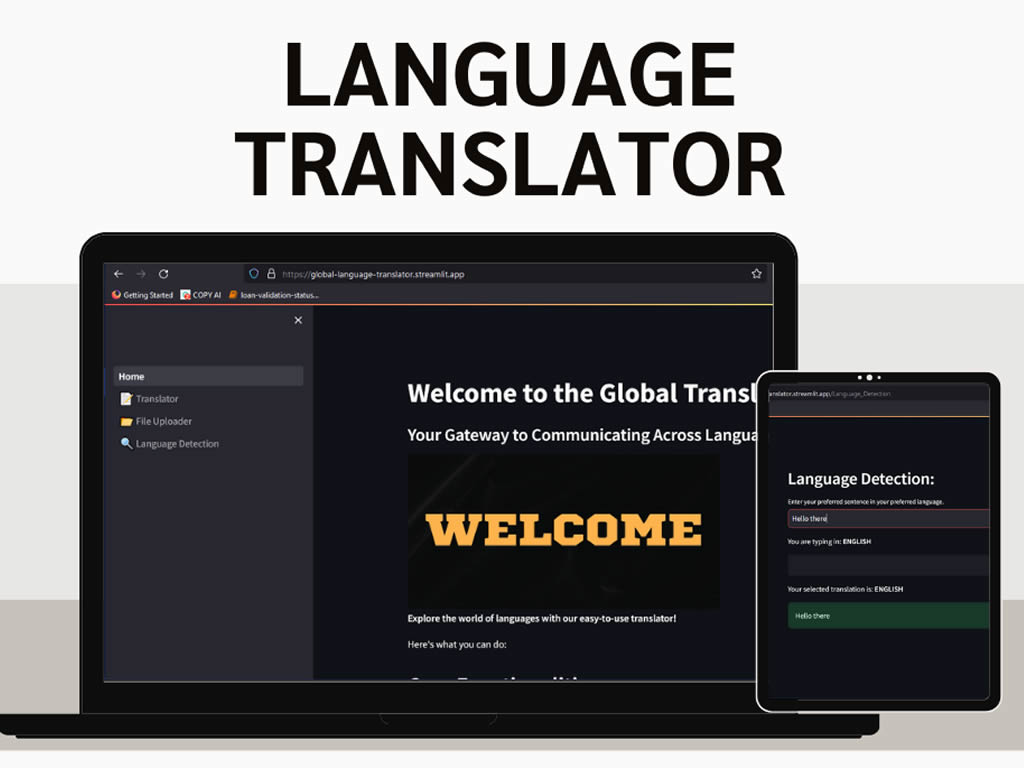 LANGUAGE
TRANSLATOR
https://global-language-translator.streamlit.app
Getting Started COPY AI loan-validation-status...
Home
Translator
File Uploader
Language Detection
Welcome to the Global Transl
Your Gateway to Communicating Across Langua
WELCOME
Explore the world of languages with our easy-to-use translator!
Here's what you can do:
anslator.streamlit.app/Language_Detection
Language Detection:
Enter your preferred sentence in your preferred language.
Hello there
You are typing in: ENGLISH
Your selected translation is: ENGLISH
Hello there